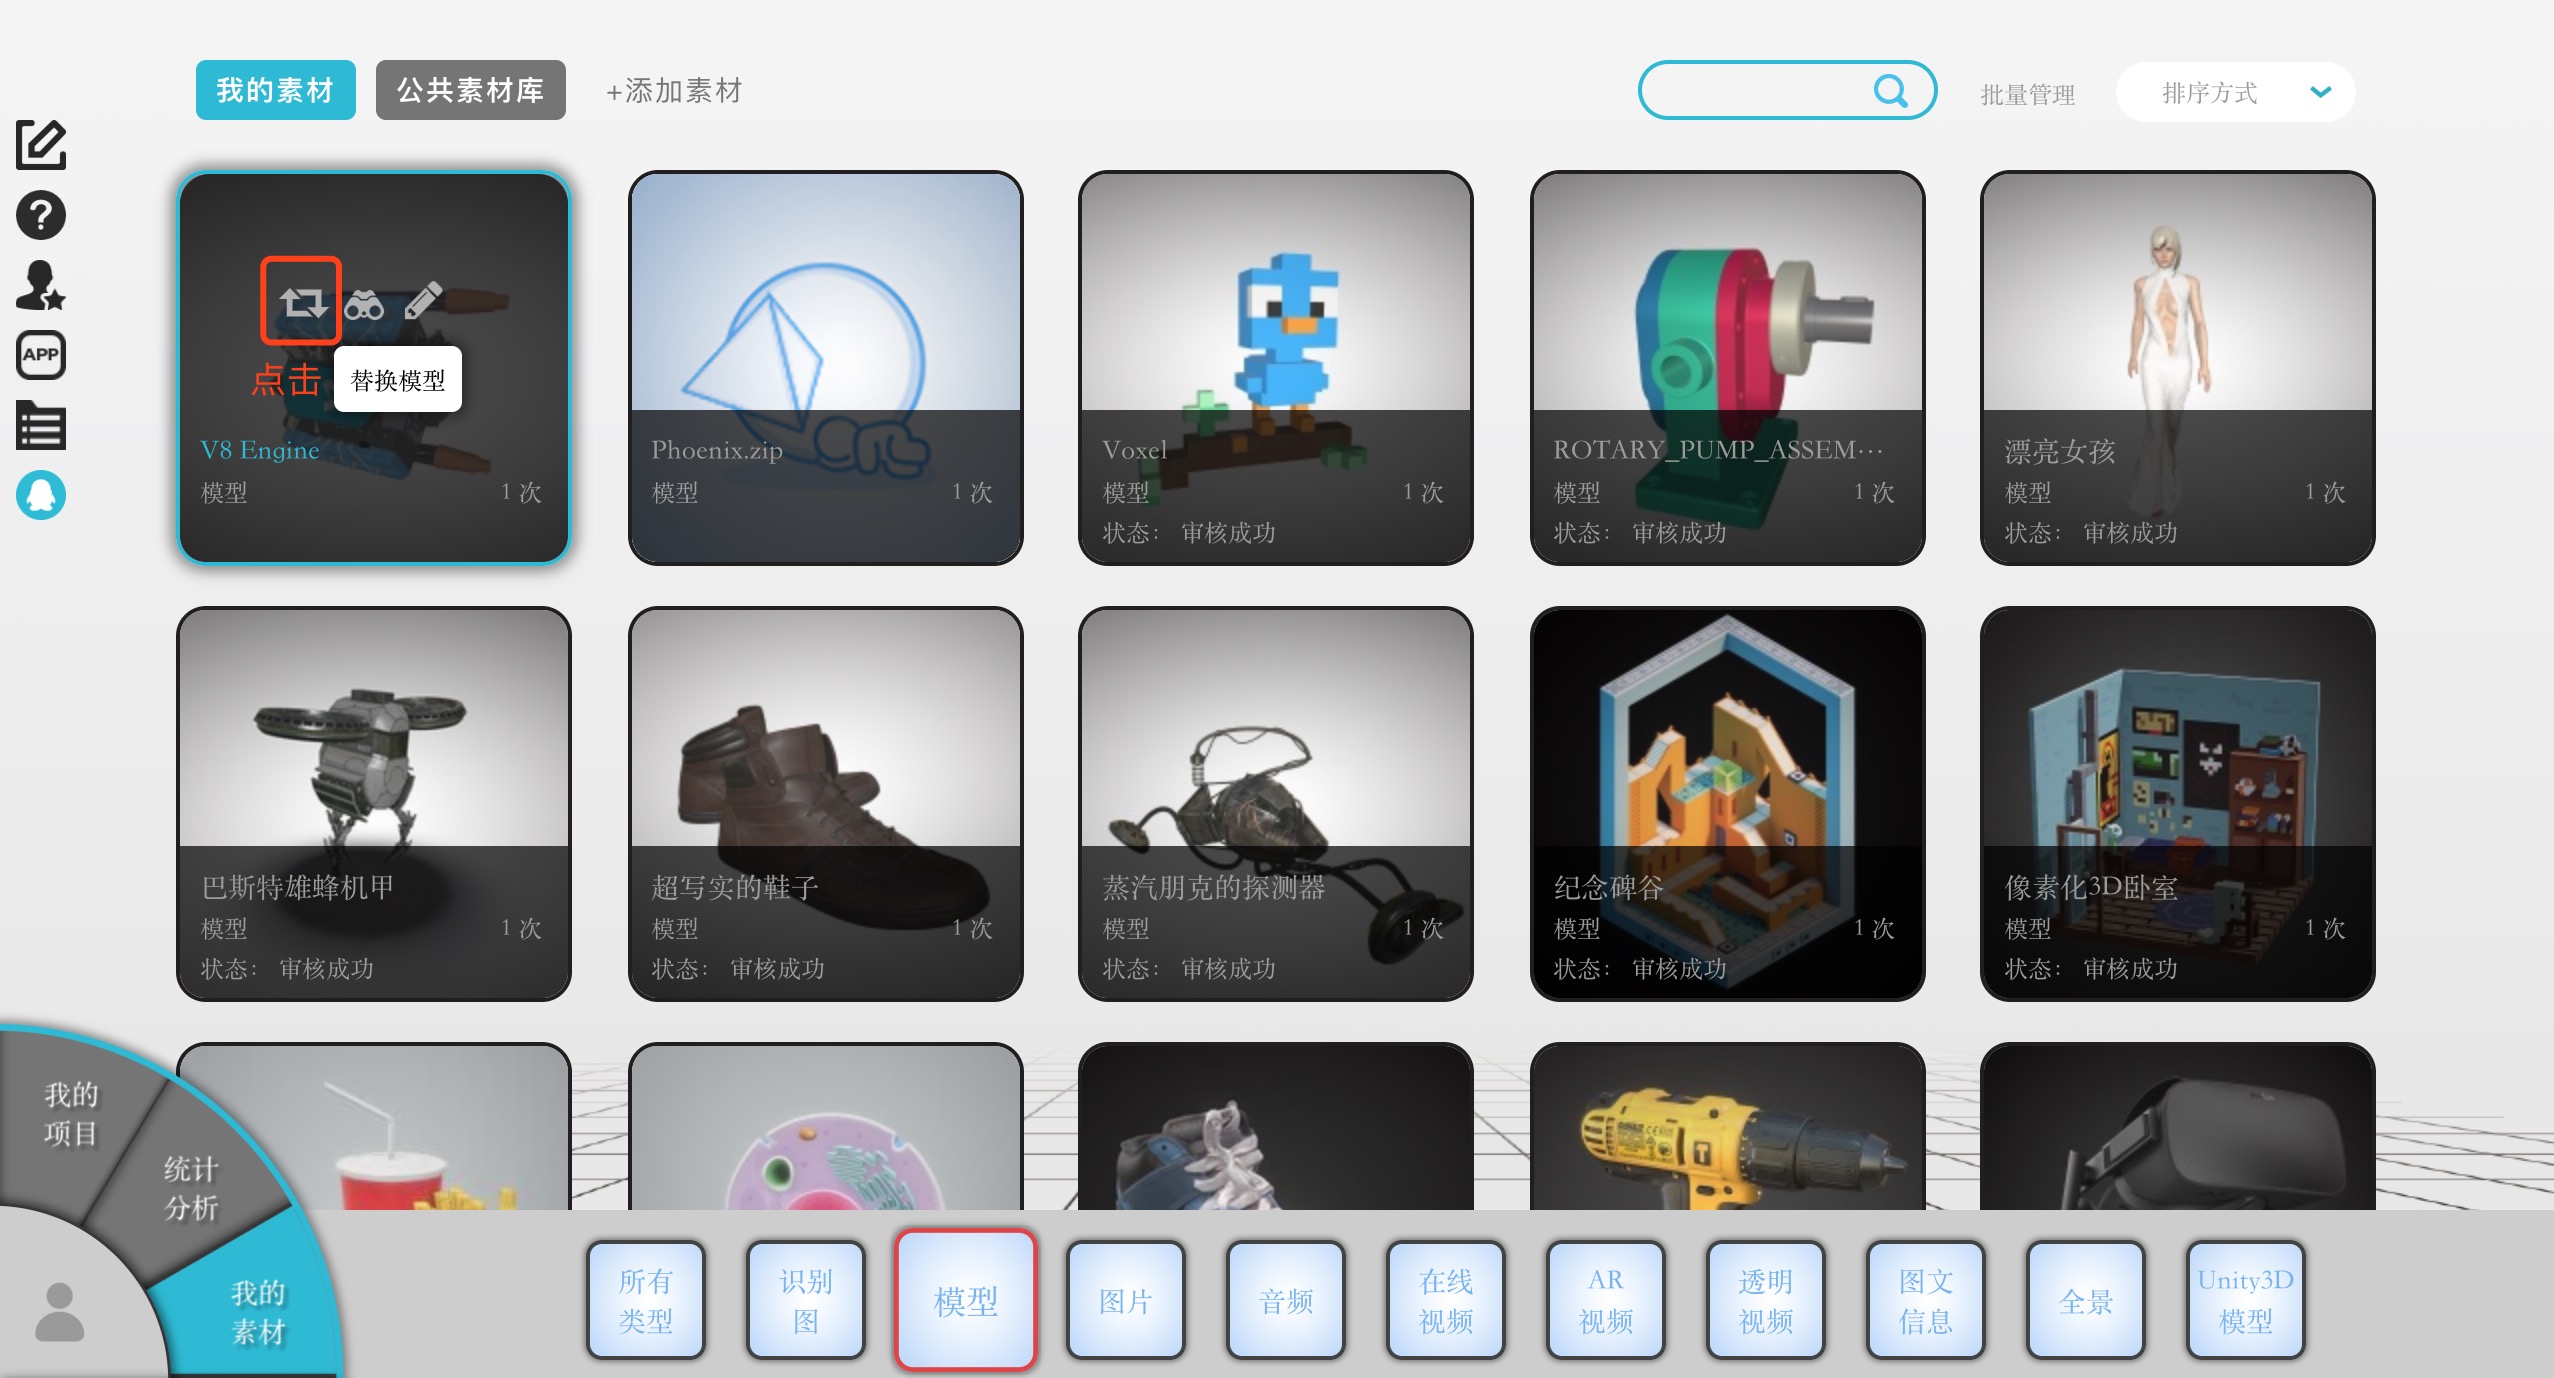 我的素材
公共素材库
+添加素材
批量管理
排序方式
APP
点击
替换模型
V8 Engine
模型
1 次
Phoenix.zip
模型
1 次
Voxel
模型
1 次
状态： 审核成功
ROTARY_PUMP_ASSEM···
模型
1 次
状态： 审核成功
漂亮女孩
模型
1 次
状态： 审核成功
巴斯特雄蜂机甲
模型
1 次
状态： 审核成功
超写实的鞋子
模型
1 次
状态： 审核成功
蒸汽朋克的探测器
模型
1 次
状态： 审核成功
纪念碑谷
模型
1 次
状态： 审核成功
像素化3D卧室
模型
1 次
状态： 审核成功
我的
项目
统计
分析
我的
素材
所有
类型
识别
图
模型
图片
音频
在线
视频
AR
视频
透明
视频
图文
信息
全景
Unity3D
模型